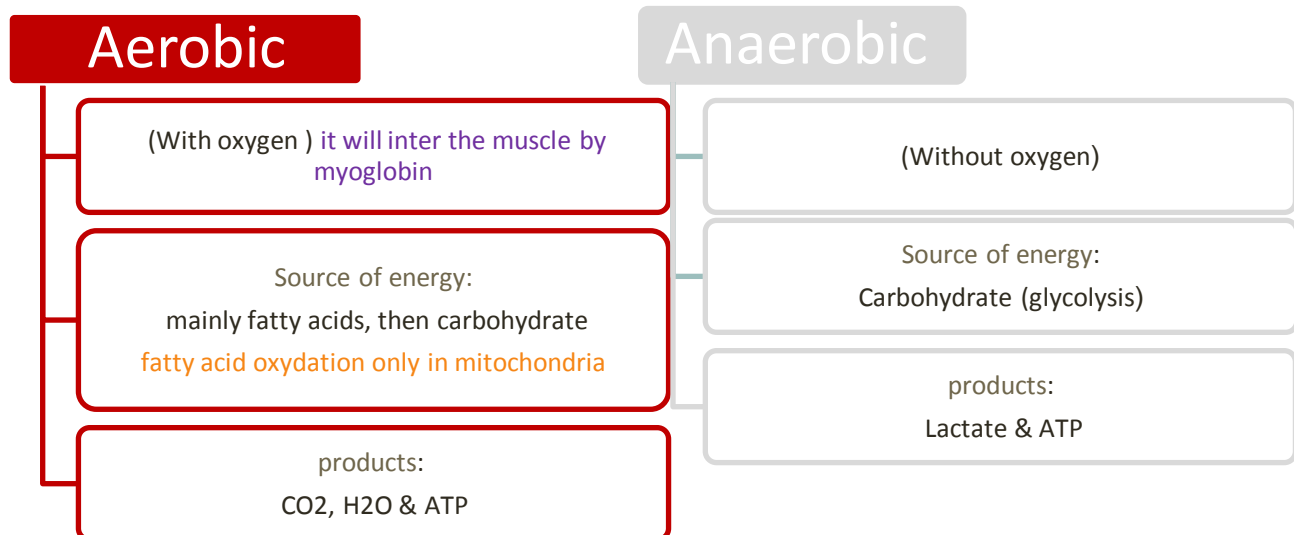 Aerobic
(With oxygen ) it will inter the muscle by
myoglobin
Source of energy:
mainly fatty acids, then carbohydrate
fatty acid oxydation only in mitochondria
products:
CO2, H2O & ATP
Anaerobic
(Without oxygen)
Source of energy:
Carbohydrate (glycolysis)
products:
Lactate & ATP